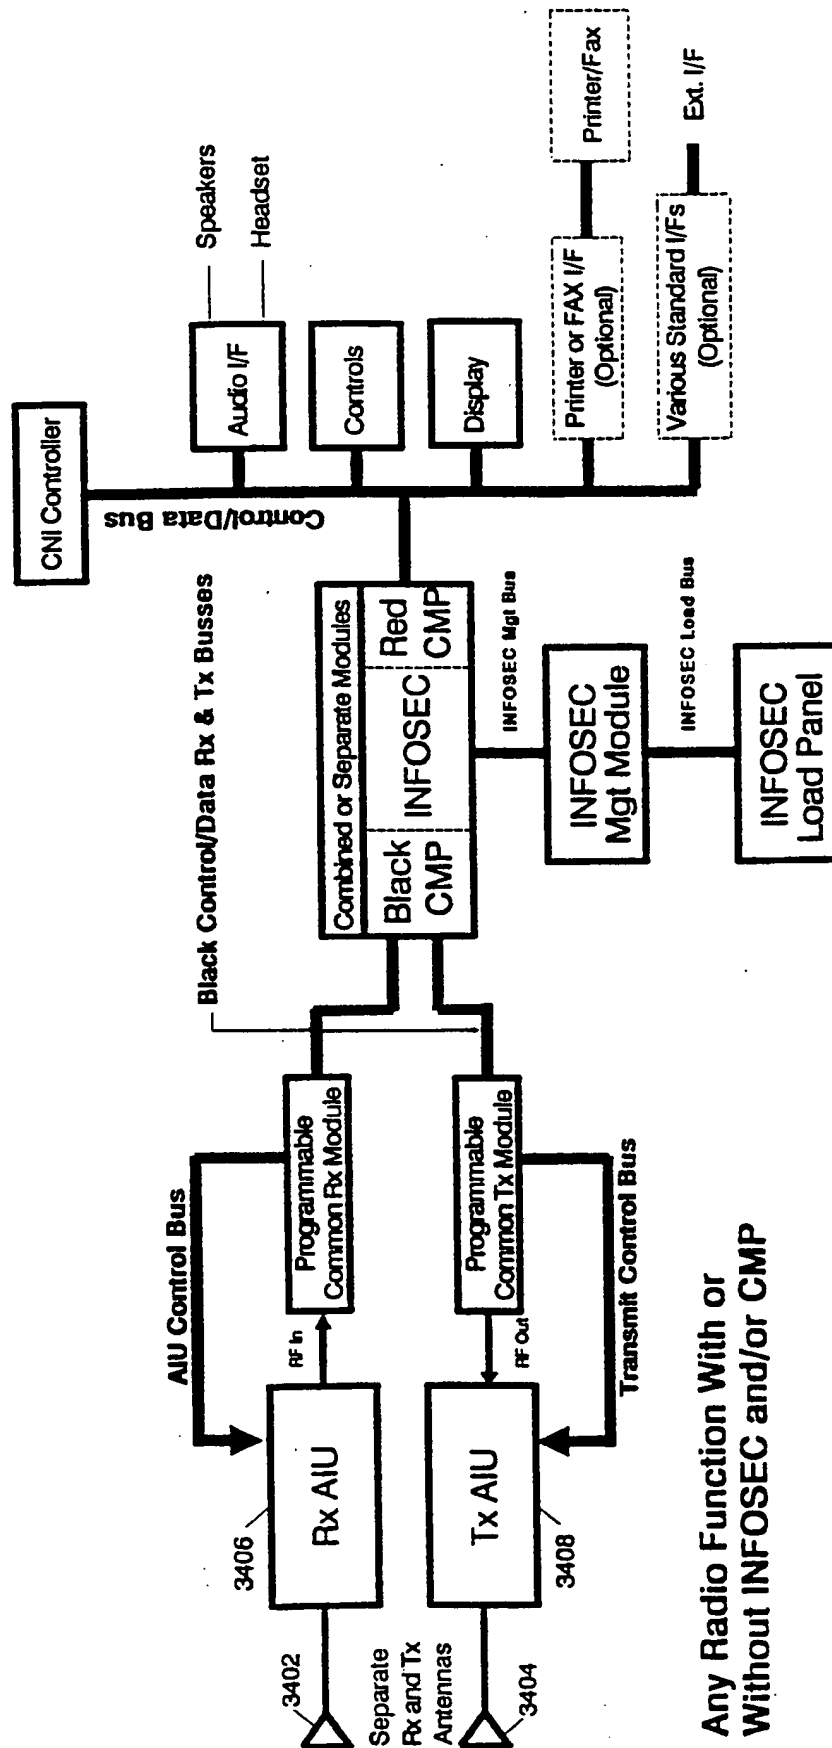 CNI Controller
Control/Data Bus
Audio I/F
Speakers
Headset
Controls
Display
Printer or FAX I/F
(Optional)
Printer/Fax
Various Standard I/Fs
(Optional)
Ext. I/F
Black Control/Data Rx & Tx Busses
Combined or Separate Modules
Black
CMP
INFOSEC
Red
CMP
INFOSEC Mgt Bus
INFOSEC
Mgt Module
INFOSEC Load Bus
INFOSEC
Load Panel
AIU Control Bus
Programmable
Common Rx Module
RF In
Programmable
Common Tx Module
RF Out
Transmit Control Bus
3406
Rx AIU
Tx AIU
3408
3402
Separate
Rx and Tx
Antennas
3404
Any Radio Function With or
Without INFOSEC and/or CMP